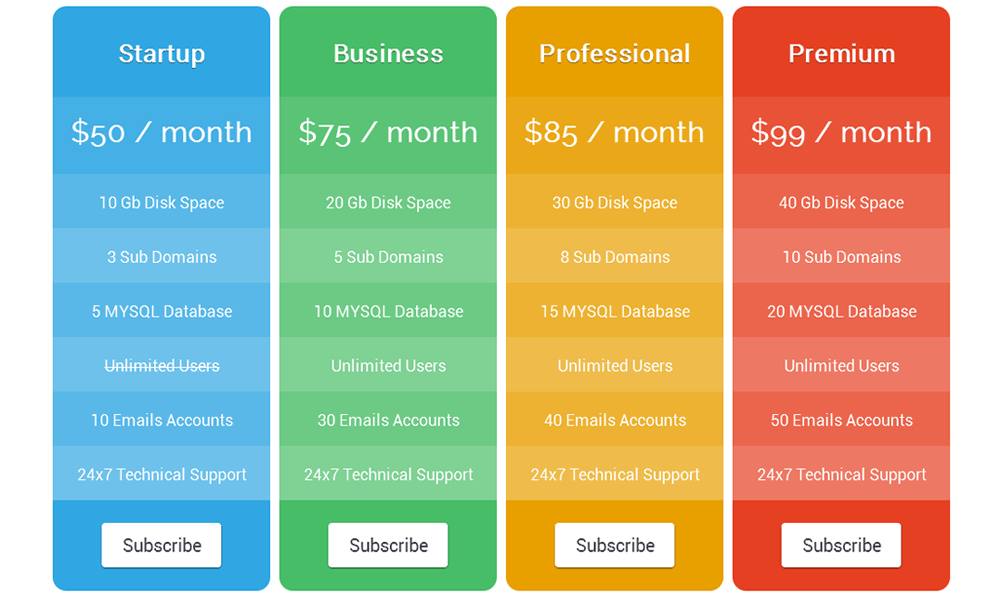 Startup
$50 / month
10 Gb Disk Space
3 Sub Domains
5 MYSQL Database
Unlimited Users
10 Emails Accounts
24x7 Technical Support
Subscribe
Business
$75 / month
20 Gb Disk Space
5 Sub Domains
10 MYSQL Database
Unlimited Users
30 Emails Accounts
24x7 Technical Support
Subscribe
Professional
$85 / month
30 Gb Disk Space
8 Sub Domains
15 MYSQL Database
Unlimited Users
40 Emails Accounts
24x7 Technical Support
Subscribe
Premium
$99 / month
40 Gb Disk Space
10 Sub Domains
20 MYSQL Database
Unlimited Users
50 Emails Accounts
24x7 Technical Support
Subscribe